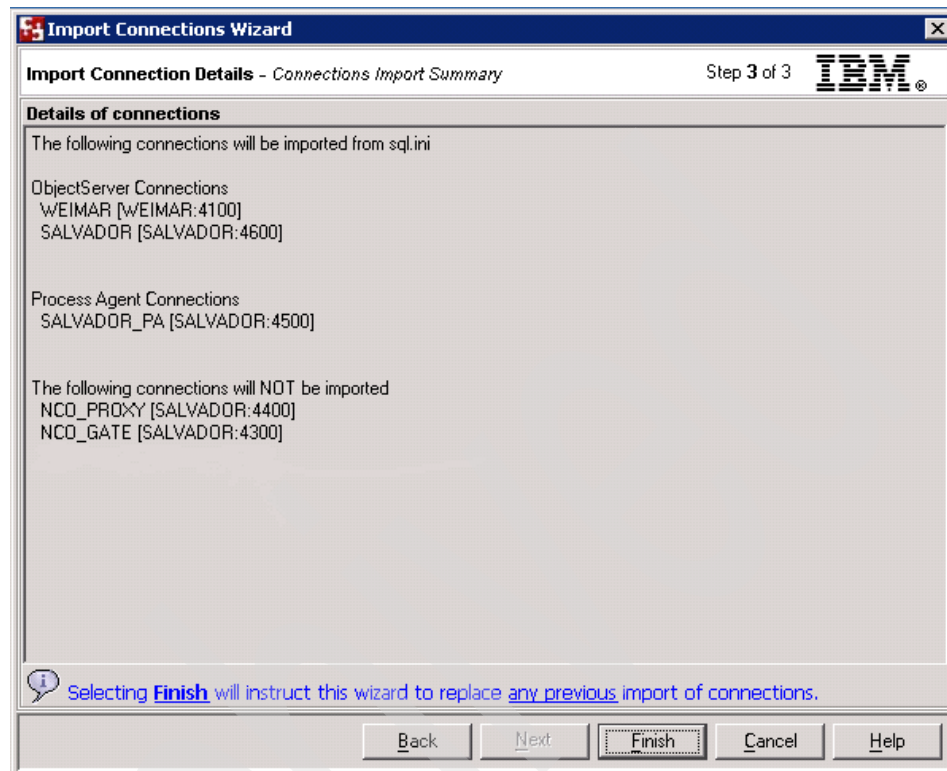 Import Connections Wizard
Import Connection Details - Connections Import Summary Step 3 of 3 IBM®
Details of connections
The following connections will be imported from sql.ini
ObjectServer Connections
WEIMAR [WEIMAR:4100]
SALVADOR [SALVADOR:4600]
Process Agent Connections
SALVADOR_PA [SALVADOR:4500]
The following connections will NOT be imported
NCO_PROXY [SALVADOR:4400]
NCO_GATE [SALVADOR:4300]
Selecting Finish will instruct this wizard to replace any previous import of connections.
Back Next Finish Cancel Help